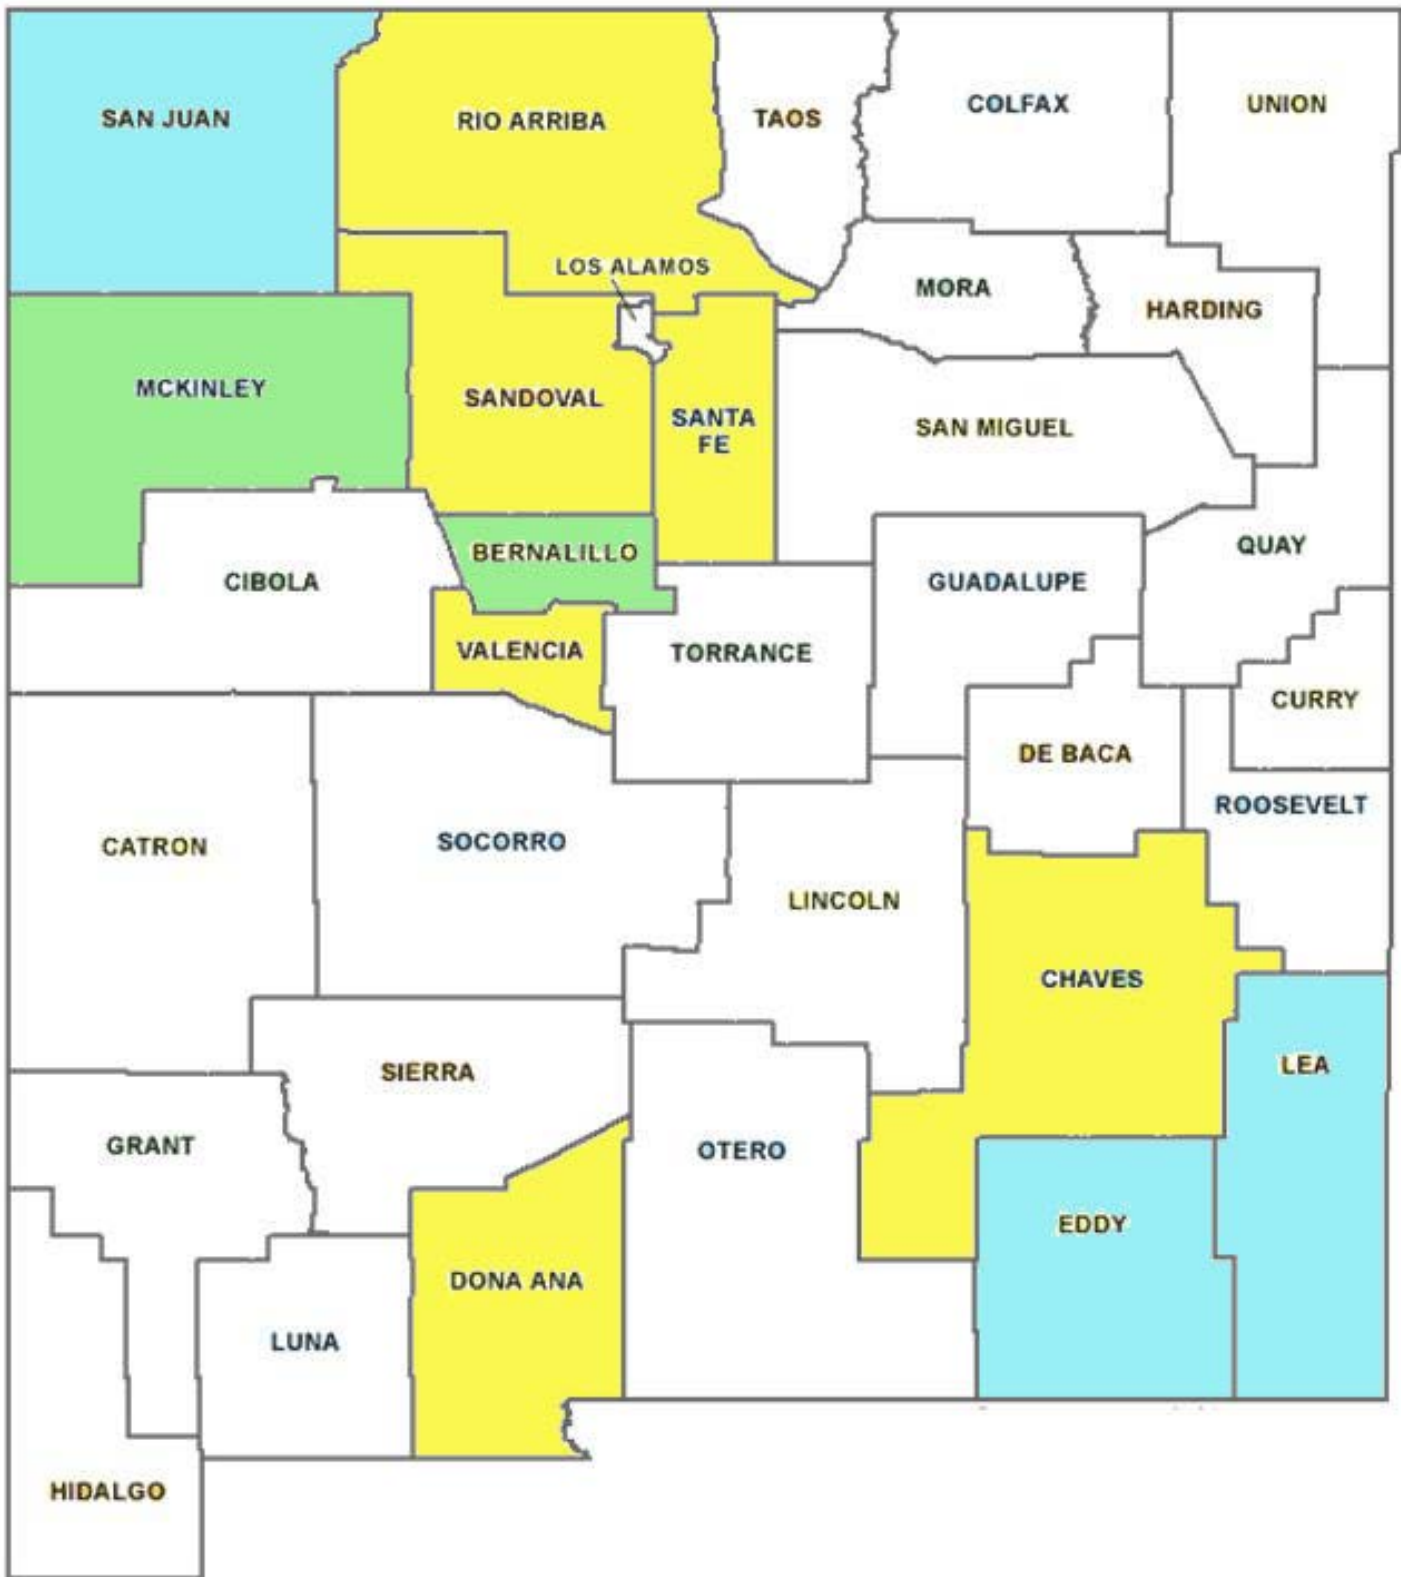 SAN JUAN
RIO ARRIBA
TAOS
COLFAX
UNION
LOS ALAMOS
MORA
HARDING
MCKINLEY
SANDOVAL
SANTA
FE
SAN MIGUEL
BERNALILLO
QUAY
CIBOLA
GUADALUPE
VALENCIA
TORRANCE
CURRY
DE BACA
ROOSEVELT
CATRON
SOCORRO
LINCOLN
CHAVES
SIERRA
LEA
GRANT
OTERO
EDDY
DONA ANA
LUNA
HIDALGO